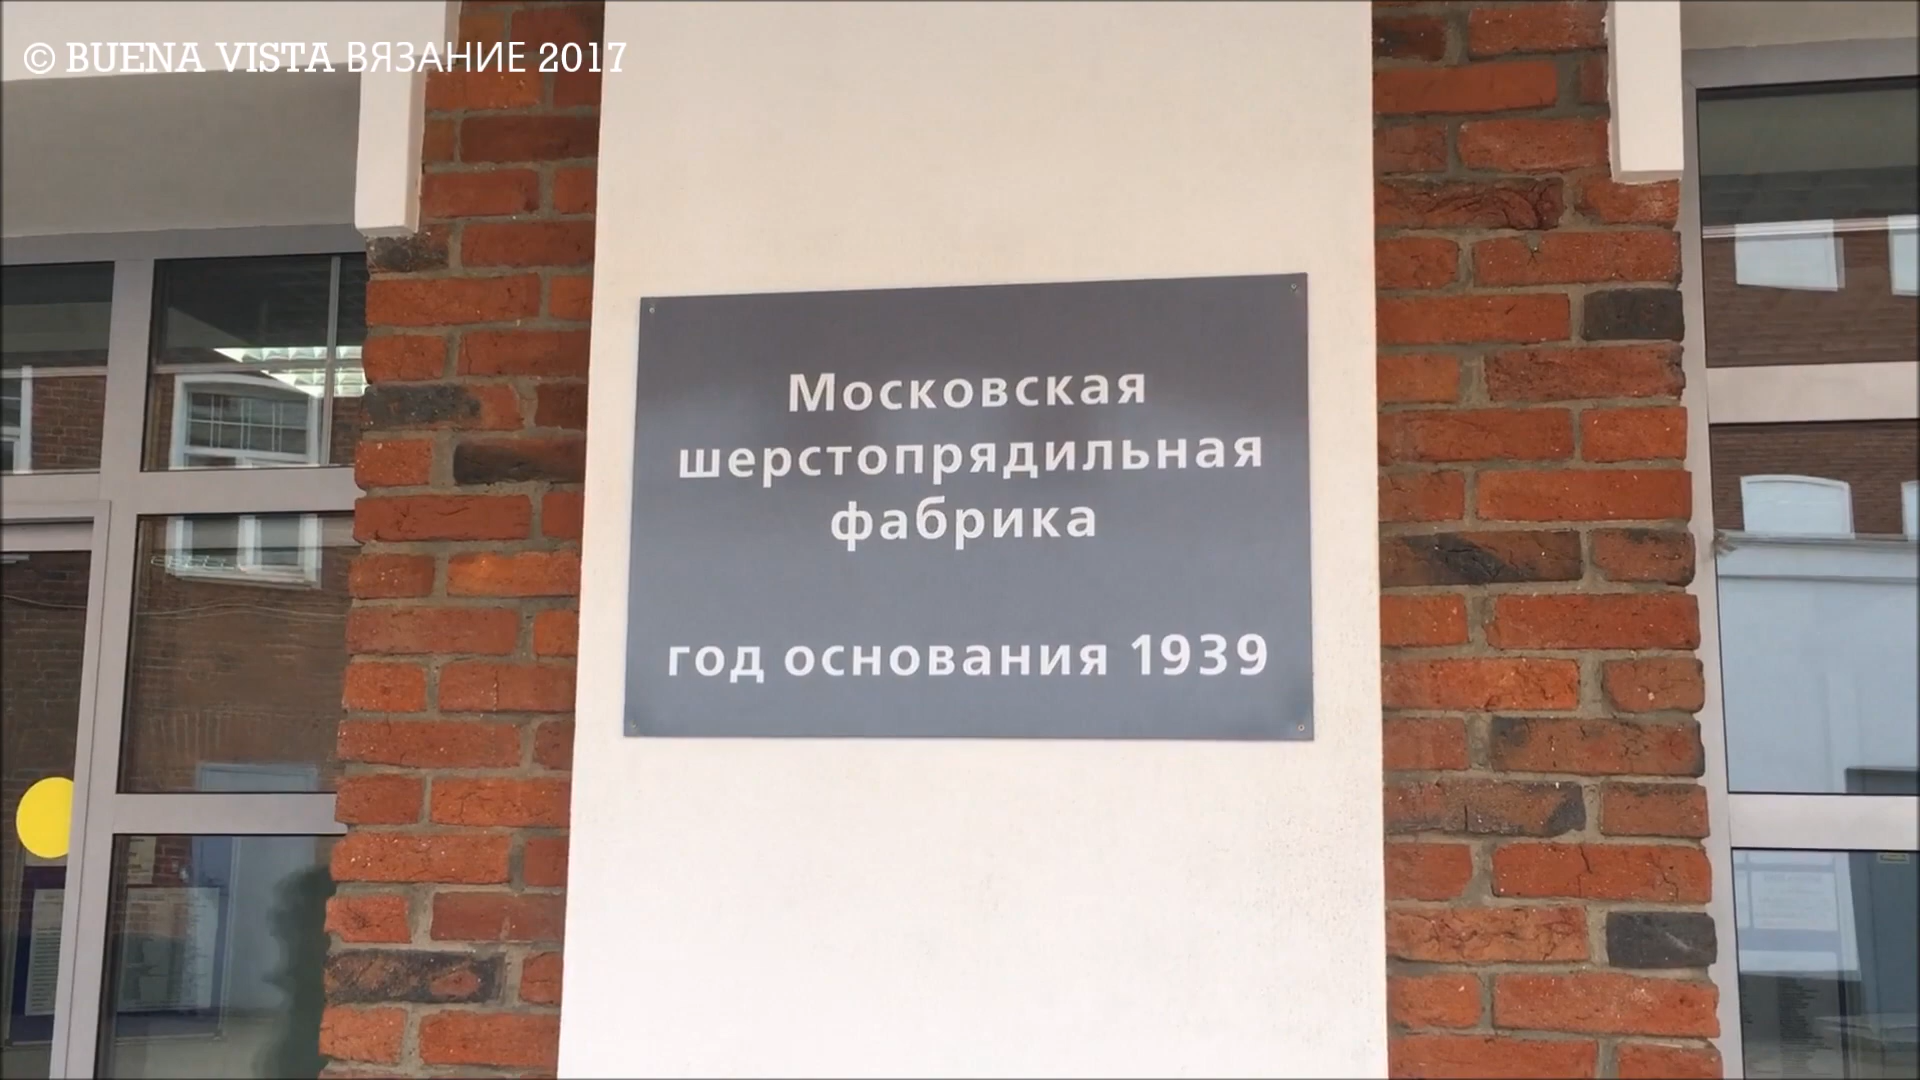 © BUENA VISTA ВЯЗАНИЕ 2017
Московская
шерстопрядильная
фабрика
год основания 1939